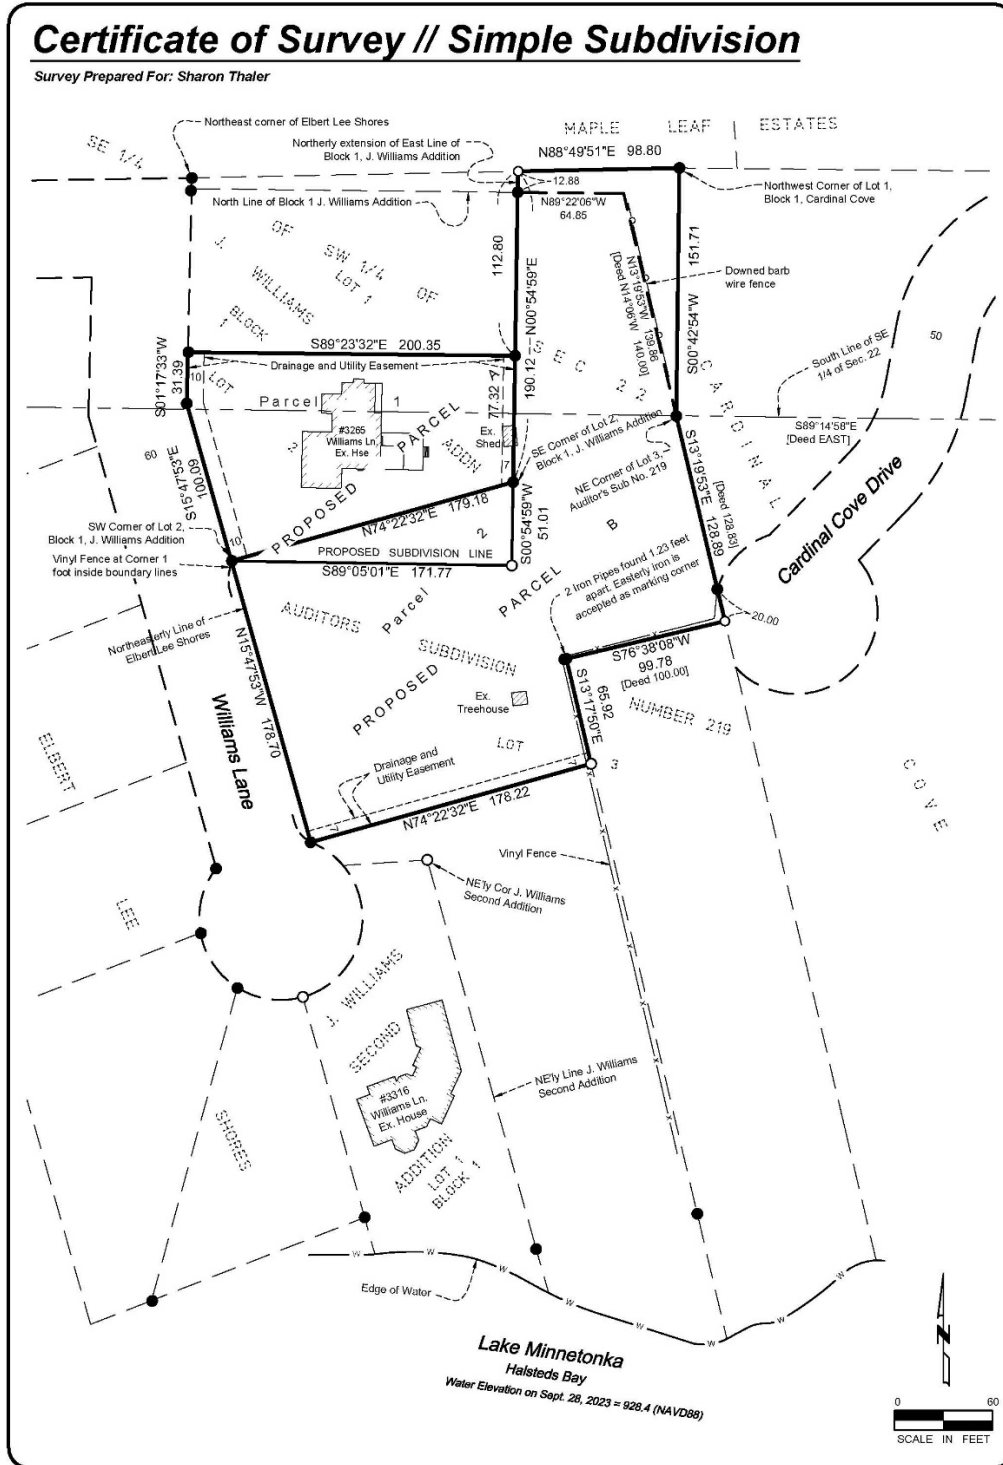 Certificate of Survey // Simple Subdivision
Survey Prepared For: Sharon Thaler
Northeast corner of Elbert Lee Shores
Northerly extension of East Line of
Block 1, J. Williams Addition
MAPLE LEAF ESTATES
N88°49'51"E 98.80
SE 1/4
12.88
North Line of Block 1 J. Williams Addition
N89°22'06"W
64.85
Northwest Corner of Lot 1,
Block 1, Cardinal Cove
OF
SW 1/4
OF
J.
WILLIAMS
LOT 1
BLOCK
1
112.80
190.12 N00°54'59"E
N13°19'53"W 139.86
[Deed N14°06'W 140.00]
151.71
S00°42'54"W
Downed barb
wire fence
50
S89°23'32"E 200.35
SEC 22
South Line of SE
1/4 of Sec. 22
S89°14'58"E
[Deed EAST]
S01°17'33"W
31.39
10
LOT
2
Drainage and Utility Easement
Parcel 1
#3265
Williams Ln.
Ex. Hse
PROPOSED PARCEL A
ADDN
77.32
Ex.
Shed
7
SE Corner of Lot 2,
Block 1, J. Williams Addition
NE Corner of Lot 3,
Auditor's Sub No. 219
CARDINAL
60
S15°47'53"E
100.09
S13°19'53"E 128.89
[Deed 128.83]
Cardinal Cove Drive
SW Corner of Lot 2,
Block 1, J. Williams Addition
10
N74°22'32"E 179.18
Vinyl Fence at Corner 1
foot inside boundary lines
PROPOSED SUBDIVISION LINE
S89°05'01"E 171.77
S00°54'59"W
51.01
2 Iron Pipes found 1.23 feet
apart. Easterly iron is
accepted as marking corner
20.00
Northeasterly Line of
Elbert Lee Shores
AUDITORS
SUBDIVISION
NUMBER 219
Parcel 2
PROPOSED PARCEL B
S76°38'08"W
99.78
[Deed 100.00]
N15°47'53"W 178.70
65.92
S13°17'50"E
Ex.
Treehouse
LOT
3
Williams Lane
Drainage and
Utility Easement
7
7
N74°22'32"E 178.22
ELBERT
COVE
Vinyl Fence
NE'ly Cor J. Williams
Second Addition
LEE
J. WILLIAMS
SECOND
#3316
Williams Ln.
Ex. House
NE'ly Line J. Williams
Second Addition
SHORES
ADDITION
LOT 1
BLOCK 1
Edge of Water
Lake Minnetonka
Halsteds Bay
Water Elevation on Sept. 28, 2023 = 928.4 (NAVD88)
N
0 60
SCALE IN FEET